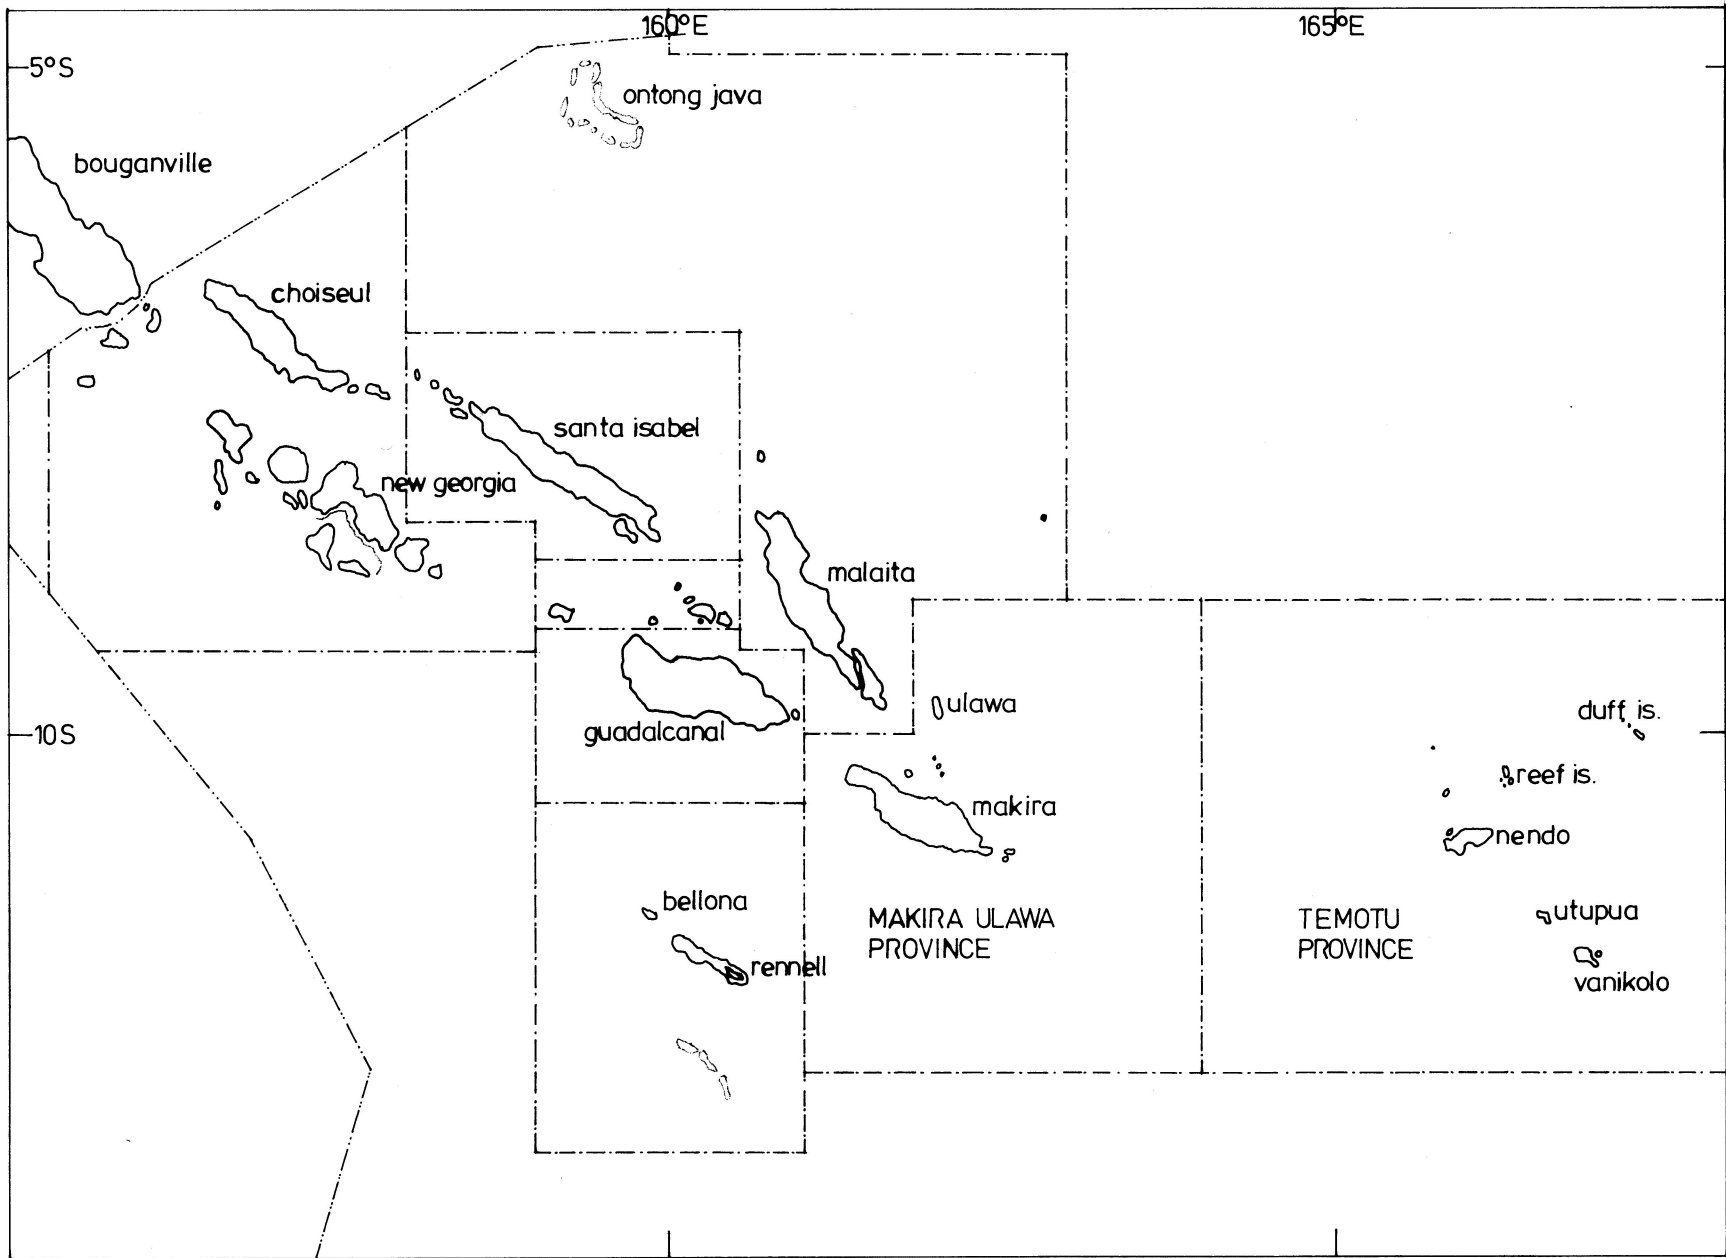 160°E
165°E
5°S
ontong java
bouganville
choiseul
santa isabel
new georgia
malaita
ulawa
duff is.
10S
guadalcanal
reef is.
makira
nendo
bellona
MAKIRA ULAWA
PROVINCE
TEMOTU
PROVINCE
utupua
rennell
vanikolo